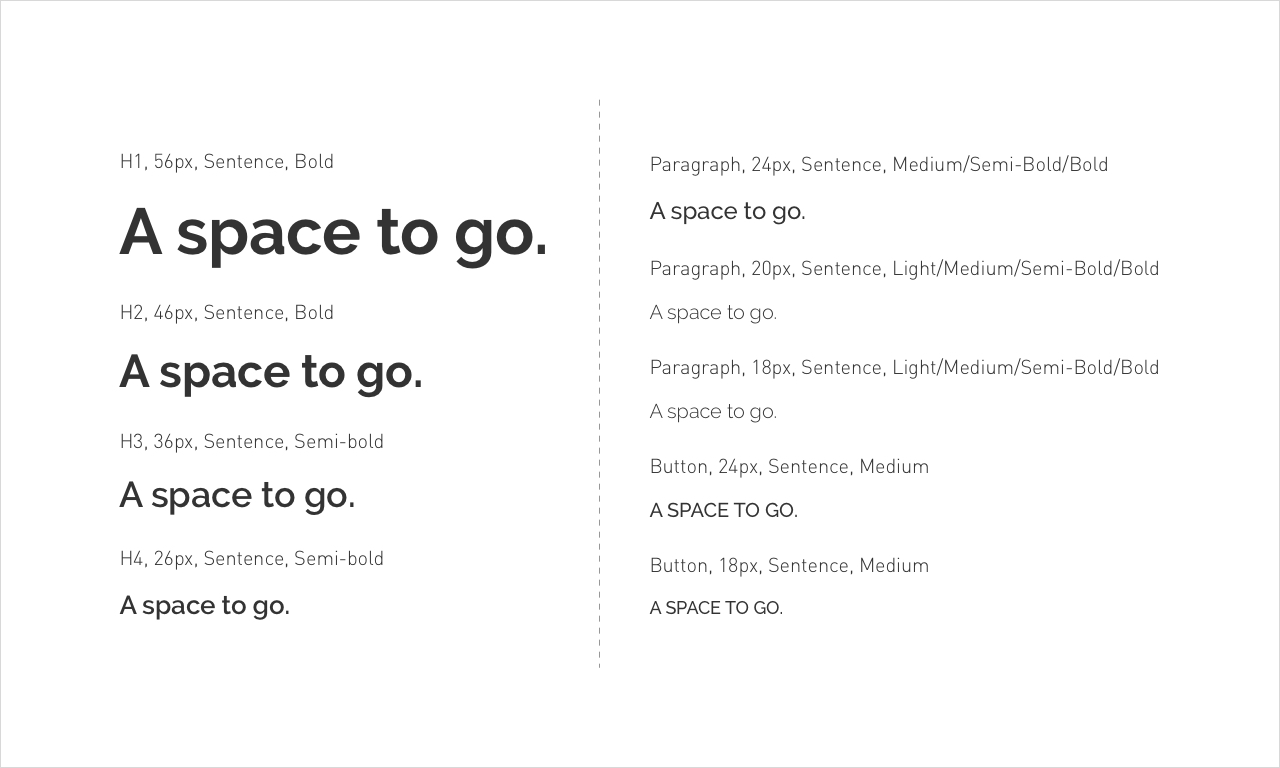 H1, 56px, Sentence, Bold
A space to go.
H2, 46px, Sentence, Bold
A space to go.
H3, 36px, Sentence, Semi-bold
A space to go.
H4, 26px, Sentence, Semi-bold
A space to go.
Paragraph, 24px, Sentence, Medium/Semi-Bold/Bold
A space to go.
Paragraph, 20px, Sentence, Light/Medium/Semi-Bold/Bold
A space to go.
Paragraph, 18px, Sentence, Light/Medium/Semi-Bold/Bold
A space to go.
Button, 24px, Sentence, Medium
A SPACE TO GO.
Button, 18px, Sentence, Medium
A SPACE TO GO.